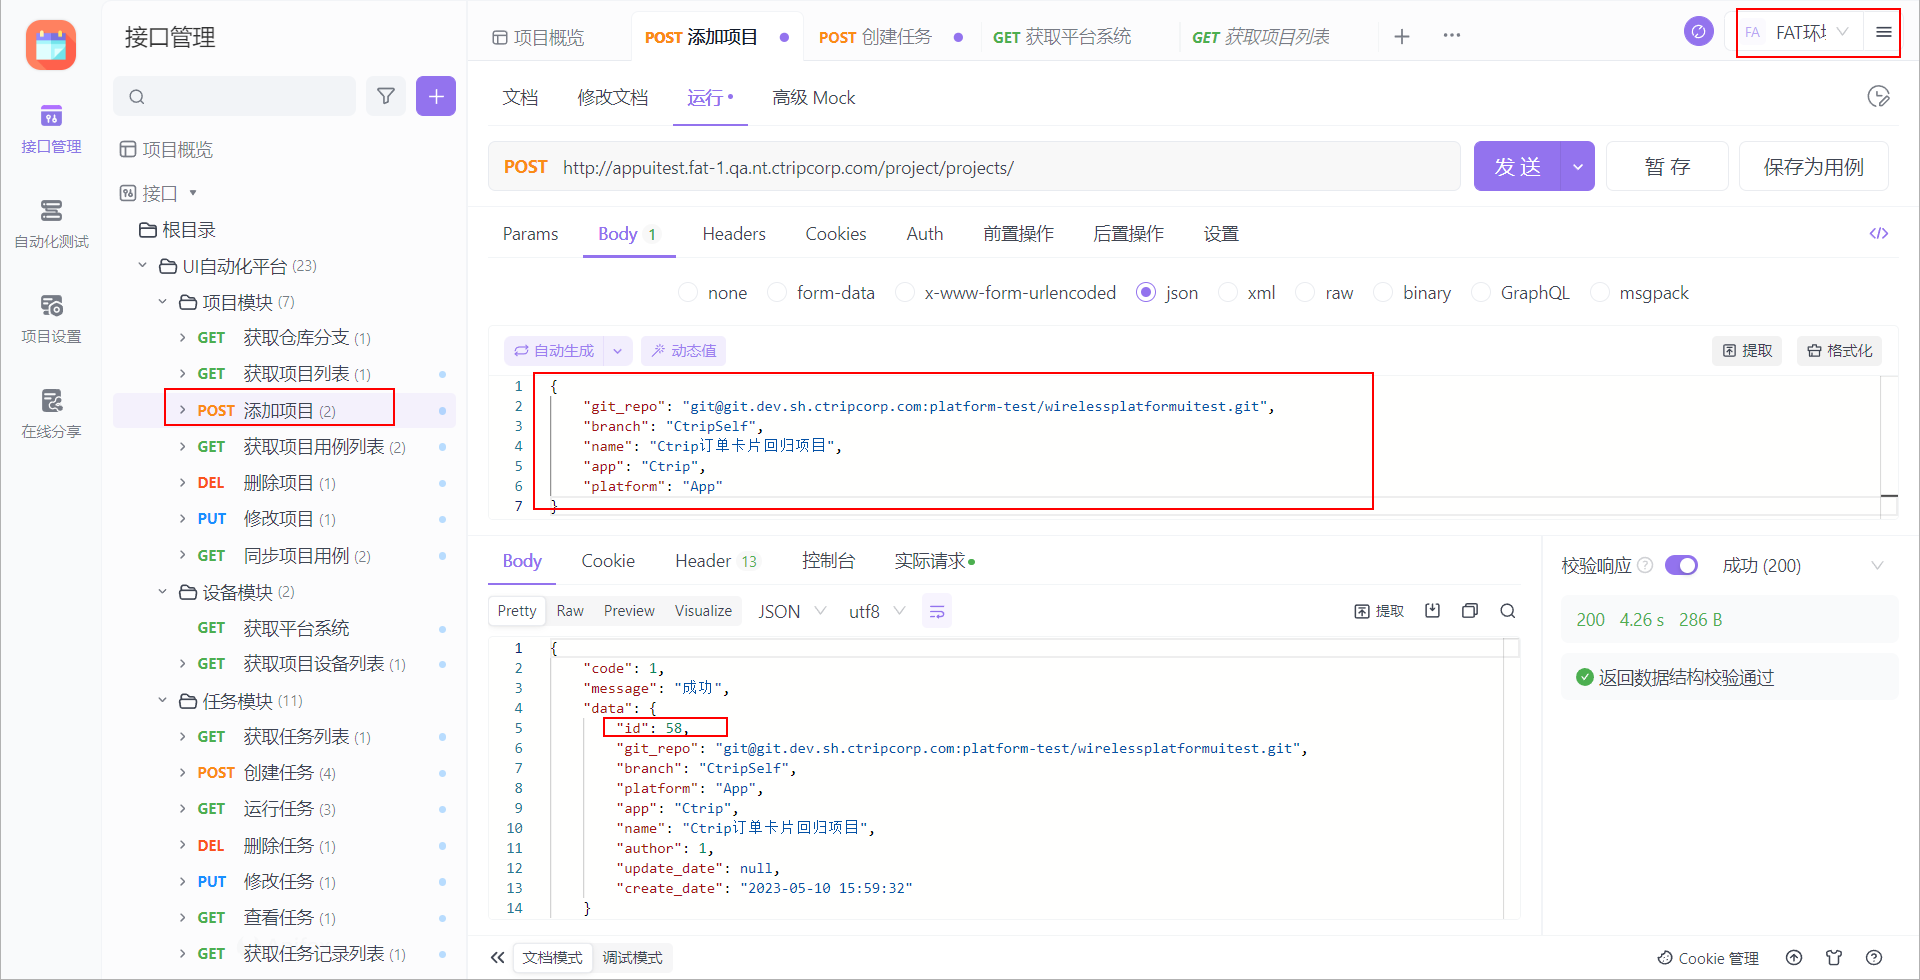 接口管理
自动化测试
项目设置
在线分享
接口管理
项目概览
接口
根目录
UI自动化平台 (23)
项目模块 (7)
GET 获取仓库分支 (1)
GET 获取项目列表 (1)
POST 添加项目 (2)
GET 获取项目用例列表 (2)
DEL 删除项目 (1)
PUT 修改项目 (1)
GET 同步项目用例 (2)
设备模块 (2)
GET 获取平台系统
GET 获取项目设备列表 (1)
任务模块 (11)
GET 获取任务列表 (1)
POST 创建任务 (4)
GET 运行任务 (3)
DEL 删除任务 (1)
PUT 修改任务 (1)
GET 查看任务 (1)
GET 获取任务记录列表 (1)
项目概览 POST 添加项目 POST 创建任务 GET 获取平台系统 GET 获取项目列表
FA FAT环
文档 修改文档 运行 高级 Mock
POST http://appuitest.fat-1.qa.nt.ctripcorp.com/project/projects/
发 送 暂 存 保存为用例
Params Body 1 Headers Cookies Auth 前置操作 后置操作 设置
none form-data x-www-form-urlencoded json xml raw binary GraphQL msgpack
自动生成 动态值 提取 格式化
1 {
2 "git_repo": "git@git.dev.sh.ctripcorp.com:platform-test/wirelessplatformuitest.git",
3 "branch": "CtripSelf",
4 "name": "Ctrip订单卡片回归项目",
5 "app": "Ctrip",
6 "platform": "App"
7 }
Body Cookie Header 13 控制台 实际请求
Pretty Raw Preview Visualize JSON utf8 提取
1 {
2 "code": 1,
3 "message": "成功",
4 "data": {
5 "id": 58,
6 "git_repo": "git@git.dev.sh.ctripcorp.com:platform-test/wirelessplatformuitest.git",
7 "branch": "CtripSelf",
8 "platform": "App",
9 "app": "Ctrip",
10 "name": "Ctrip订单卡片回归项目",
11 "author": 1,
12 "update_date": null,
13 "create_date": "2023-05-10 15:59:32"
14 }
校验响应 成功 (200)
200 4.26 s 286 B
返回数据结构校验通过
文档模式 调试模式
Cookie 管理